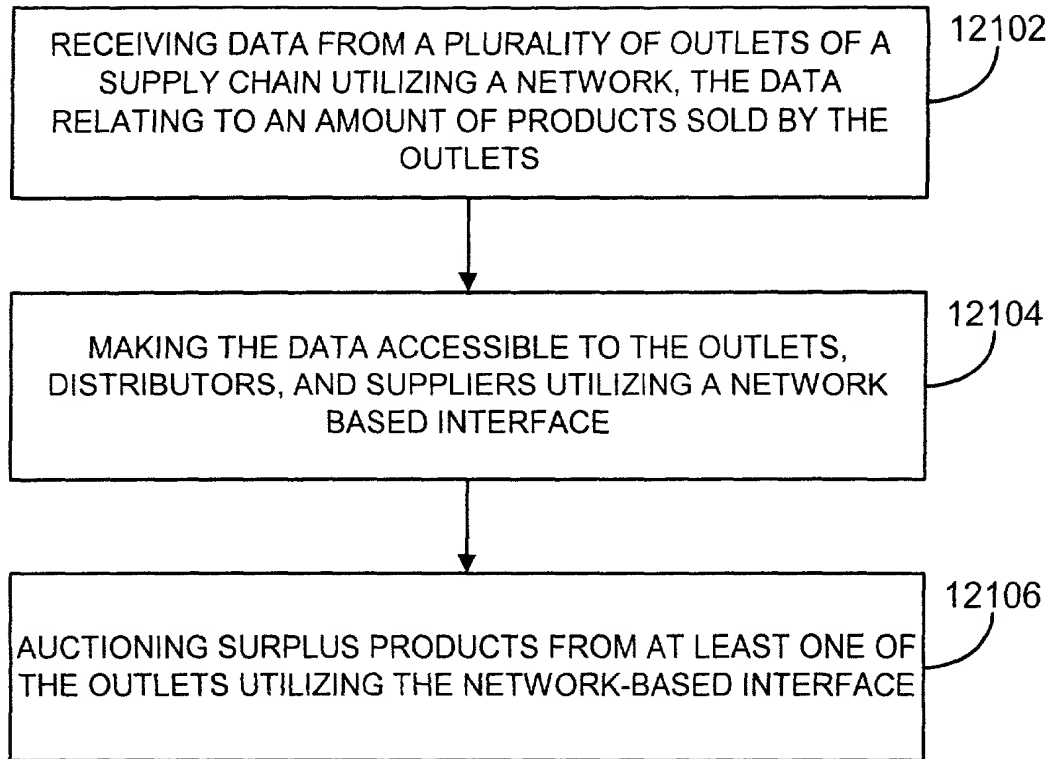 RECEIVING DATA FROM A PLURALITY OF OUTLETS OF A
SUPPLY CHAIN UTILIZING A NETWORK, THE DATA
RELATING TO AN AMOUNT OF PRODUCTS SOLD BY THE
OUTLETS
12102
MAKING THE DATA ACCESSIBLE TO THE OUTLETS,
DISTRIBUTORS, AND SUPPLIERS UTILIZING A NETWORK
BASED INTERFACE
12104
AUCTIONING SURPLUS PRODUCTS FROM AT LEAST ONE OF
THE OUTLETS UTILIZING THE NETWORK-BASED INTERFACE
12106